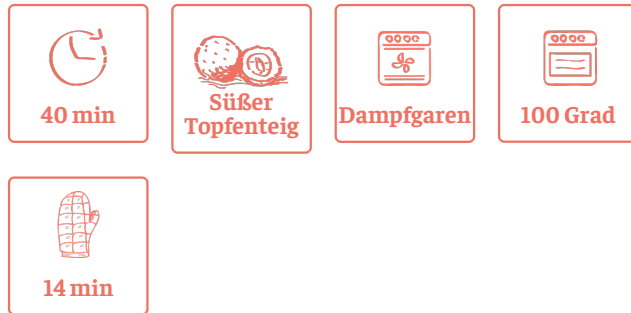 40 min
Süßer
Topfenteig
Dampfgaren
100 Grad
14 min